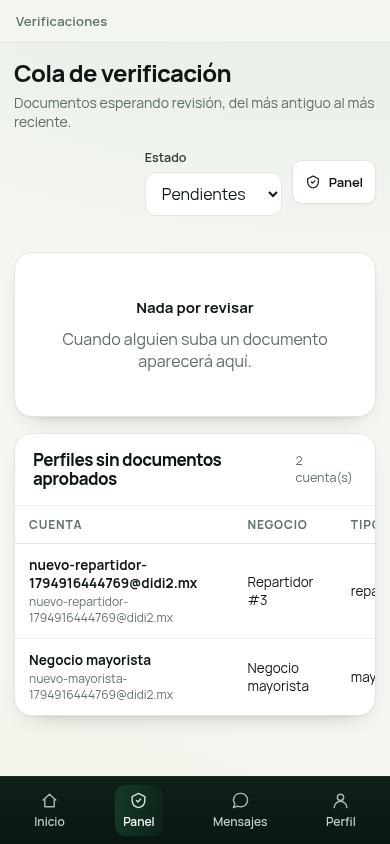 Verificaciones
Cola de verificación
Documentos esperando revisión, del más antiguo al más
reciente.
Estado
Pendientes
Panel
Nada por revisar
Cuando alguien suba un documento
aparecerá aquí.
Perfiles sin documentos
aprobados
2
cuenta(s)
CUENTA NEGOCIO TIPO
nuevo-repartidor-
1794916444769@didi2.mx
nuevo-repartidor-
1794916444769@didi2.mx
Repartidor
#3
repa
Negocio mayorista
nuevo-mayorista-
1794916444769@didi2.mx
Negocio
mayorista
may
Inicio Panel Mensajes Perfil